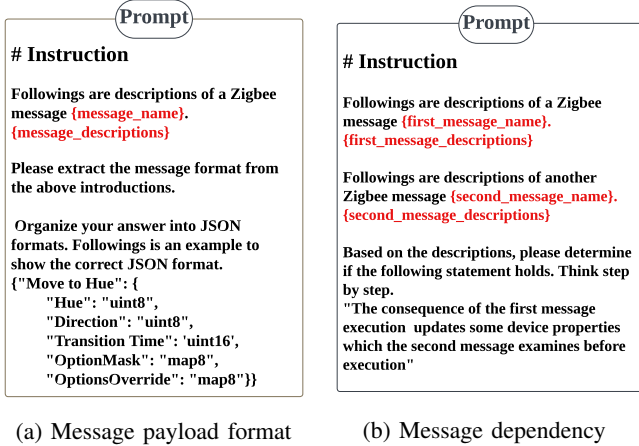 Prompt
# Instruction
Followings are descriptions of a Zigbee
message {message_name}.
{message_descriptions}
Please extract the message format from
the above introductions.
Organize your answer into JSON
formats. Followings is an example to
show the correct JSON format.
{"Move to Hue": {
"Hue": "uint8",
"Direction": "uint8",
"Transition Time": 'uint16',
"OptionMask": "map8",
"OptionsOverride": "map8"}}
(a) Message payload format
Prompt
# Instruction
Followings are descriptions of a Zigbee
message {first_message_name}.
{first_message_descriptions}
Followings are descriptions of another
Zigbee message {second_message_name}.
{second_message_descriptions}
Based on the descriptions, please determine
if the following statement holds. Think step
by step.
"The consequence of the first message
execution updates some device properties
which the second message examines before
execution"
(b) Message dependency